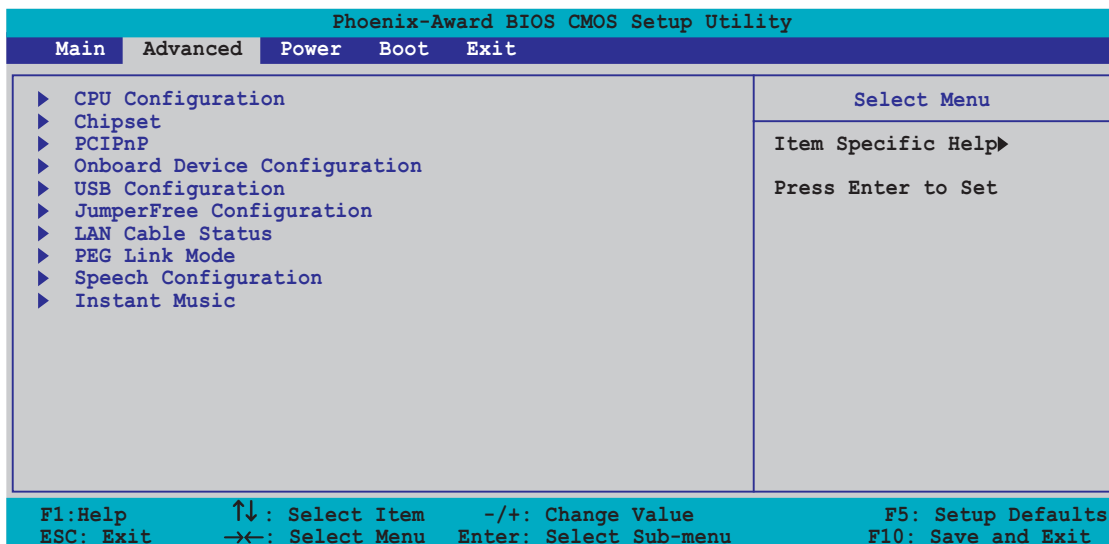 Phoenix-Award BIOS CMOS Setup Utility
Main Advanced Power Boot Exit
CPU Configuration
Chipset
PCIPnP
Onboard Device Configuration
USB Configuration
JumperFree Configuration
LAN Cable Status
PEG Link Mode
Speech Configuration
Instant Music
Select Menu
Item Specific Help
Press Enter to Set
F1:Help ↑↓: Select Item -/+: Change Value F5: Setup Defaults
ESC: Exit →←: Select Menu Enter: Select Sub-menu F10: Save and Exit